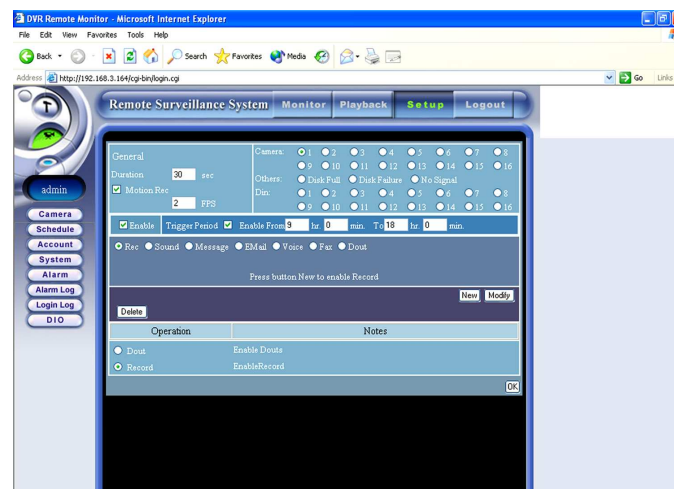 DVR Remote Monitor - Microsoft Internet Explorer
File Edit View Favorites Tools Help
Back Search Favorites Media
Address http://192.168.3.164/cgi-bin/login.cgi Go Links
Remote Surveillance System Monitor Playback Setup Logout
admin
Camera
Schedule
Account
System
Alarm
Alarm Log
Login Log
DIO
General
Duration 30 sec
Motion Rec
2 FPS
Camera: 1 2 3 4 5 6 7 8
9 10 11 12 13 14 15 16
Others: Disk Full Disk Failure No Signal
Din: 1 2 3 4 5 6 7 8
9 10 11 12 13 14 15 16
Enable Trigger Period Enable From 9 hr. 0 min. To 18 hr. 0 min.
Rec Sound Message EMail Voice Fax Dout
Press button New to enable Record
New Modify
Delete
Operation Notes
Dout Enable Douts
Record EnableRecord
OK